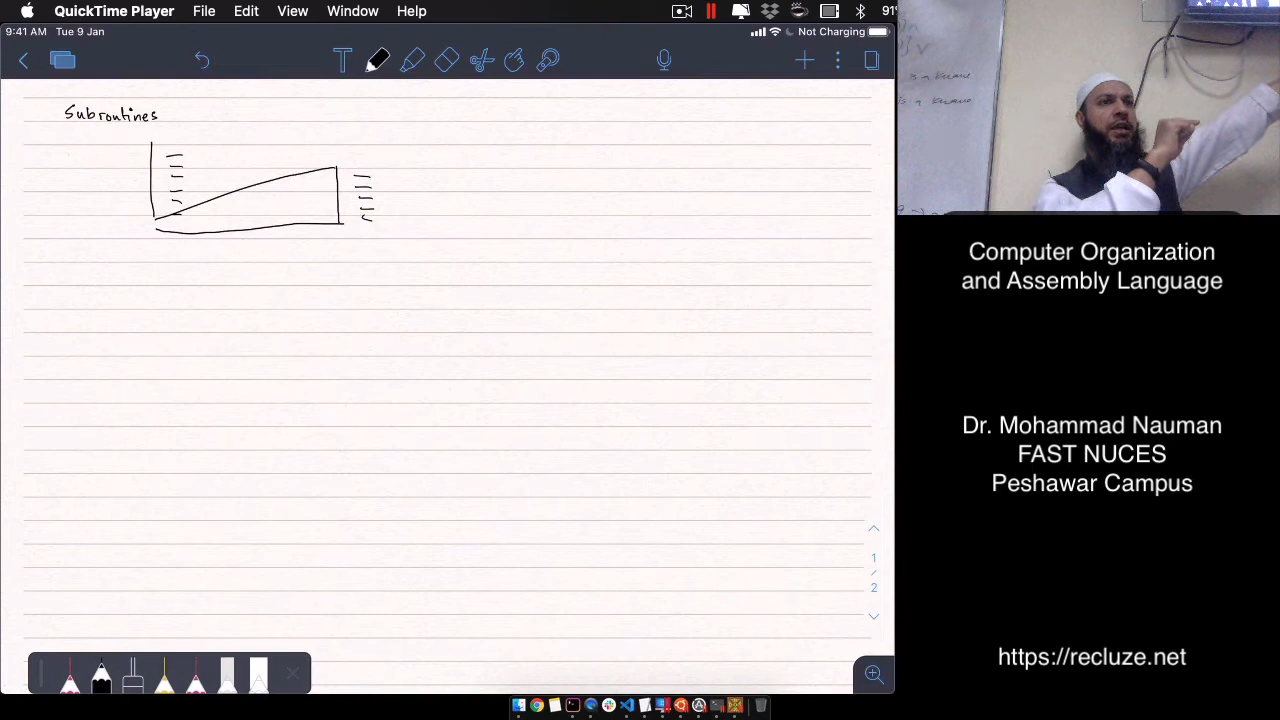 QuickTime Player File Edit View Window Help 91%
9:41 AM Tue 9 Jan Not Charging
Subroutines
Computer Organization
and Assembly Language
Dr. Mohammad Nauman
FAST NUCES
Peshawar Campus
1
2
https://recluze.net